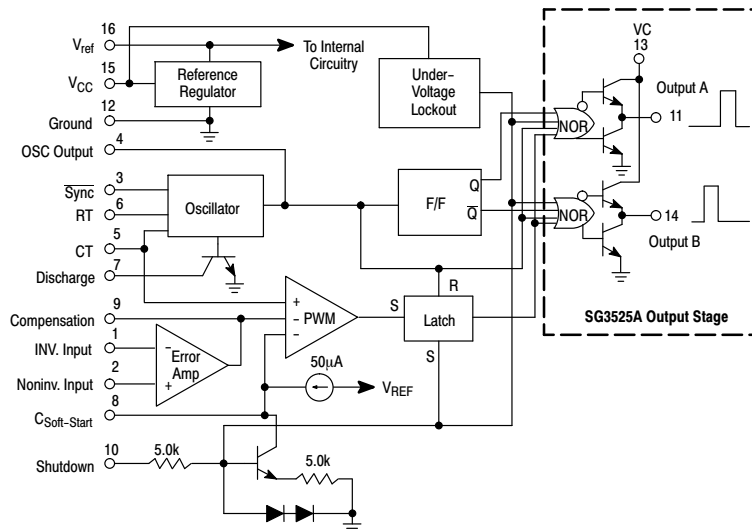 16
Vref
To Internal
Circuitry
15
VCC
Reference
Regulator
Under–
Voltage
Lockout
12
Ground
4
OSC Output
3
Sync
6
RT
Oscillator
5
CT
7
Discharge
F/F
Q
Q
9
Compensation
1
INV. Input
2
Noninv. Input
Error
Amp
+
–
–
PWM
–
+
S
R
Latch
S
50μA
VREF
8
CSoft–Start
10
Shutdown
5.0k
5.0k
VC
13
Output A
11
NOR
NOR
14
Output B
SG3525A Output Stage